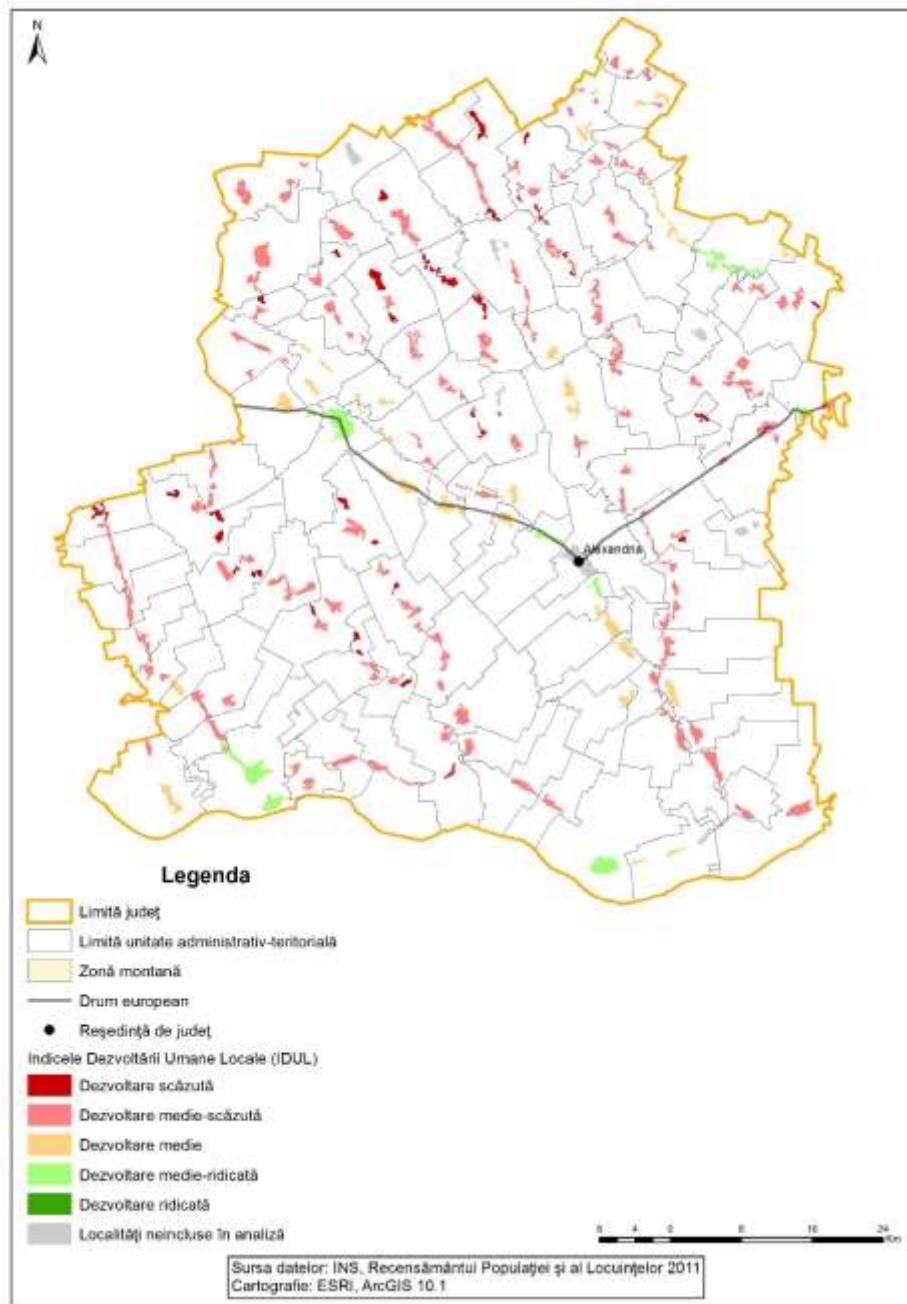 N
Alexandria
Legenda
Limită județ
Limită unitate administrativ-teritorială
Zonă montană
Drum european
Reședință de județ
Indicele Dezvoltării Umane Locale (IDUL)
Dezvoltare scăzută
Dezvoltare medie-scăzută
Dezvoltare medie
Dezvoltare medie-ridicată
Dezvoltare ridicată
Localități neincluse în analiză
8 4 0 8 16 24
Km
Sursa datelor: INS, Recensământul Populației și al Locuințelor 2011
Cartografie: ESRI, ArcGIS 10.1